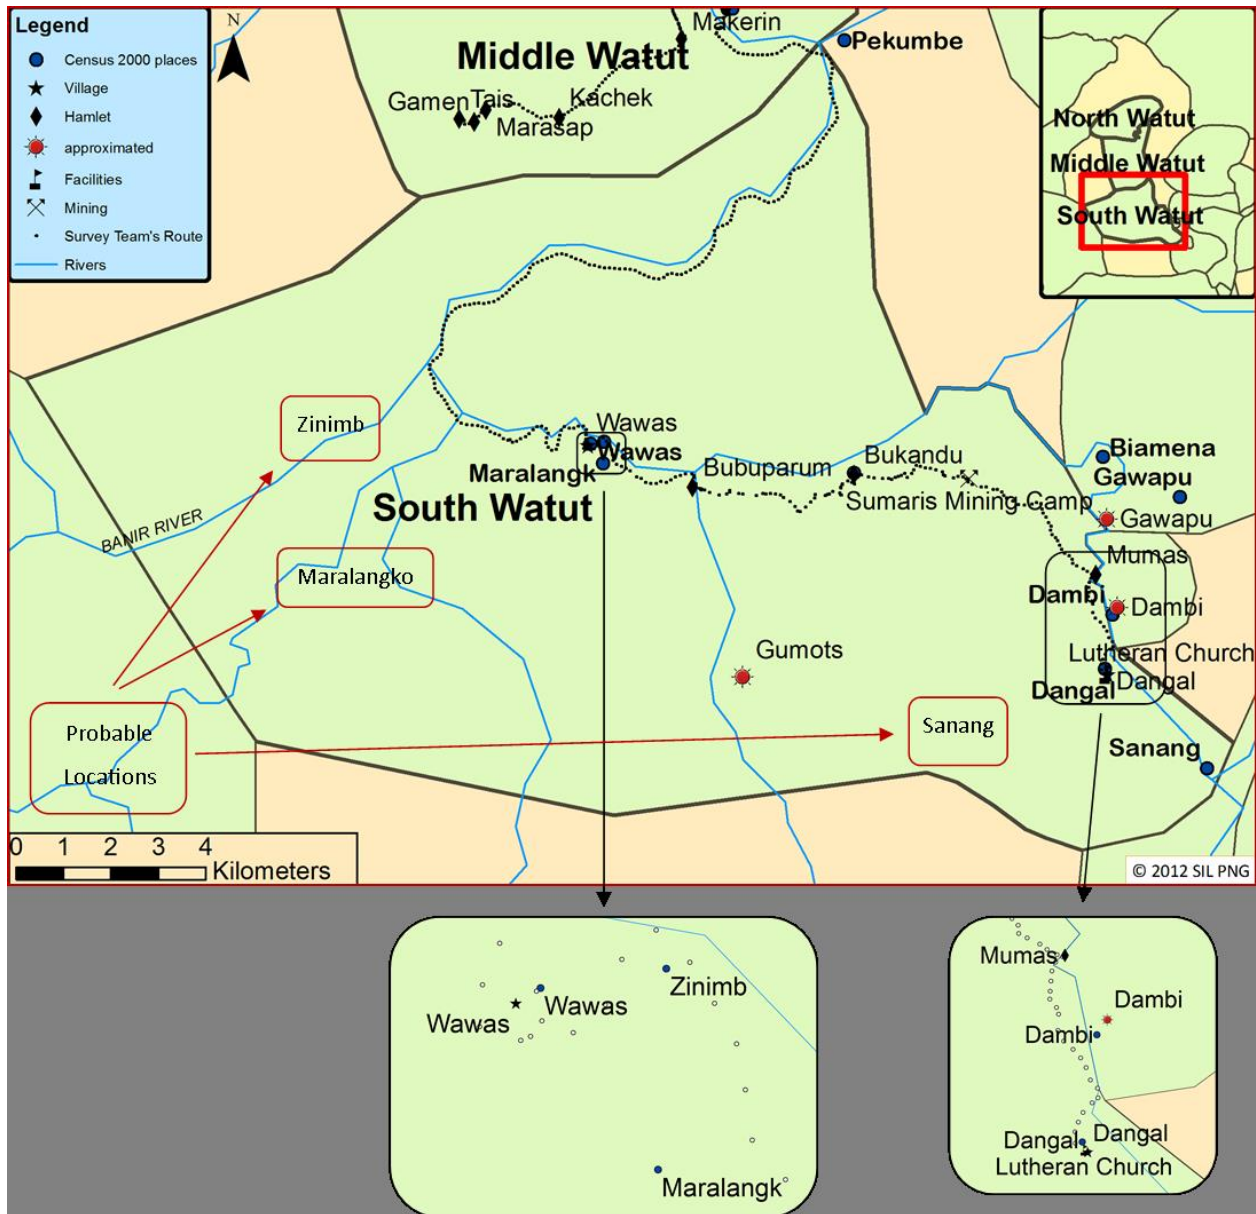 Legend
N
Census 2000 places
Village
Hamlet
approximated
Facilities
Mining
Survey Team's Route
Rivers
Makerin
Pekumbe
Middle Watut
Gamen
Tais
Kachek
Marasap
North Watut
Middle Watut
South Watut
Zinimb
Wawas
Wawas
Maralangk
South Watut
Bubuparum
Bukandu
Sumaris Mining Camp
Biamena
Gawapu
Gawapu
BANIR RIVER
Maralangko
Mumas
Dambi
Dambi
Gumots
Lutheran Church
Dangal
Dangal
Probable
Locations
Sanang
Sanang
0 1 2 3 4
Kilometers
© 2012 SIL PNG
Zinimb
Wawas
Wawas
Maralangk
Mumas
Dambi
Dambi
Dangal
Dangal
Lutheran Church